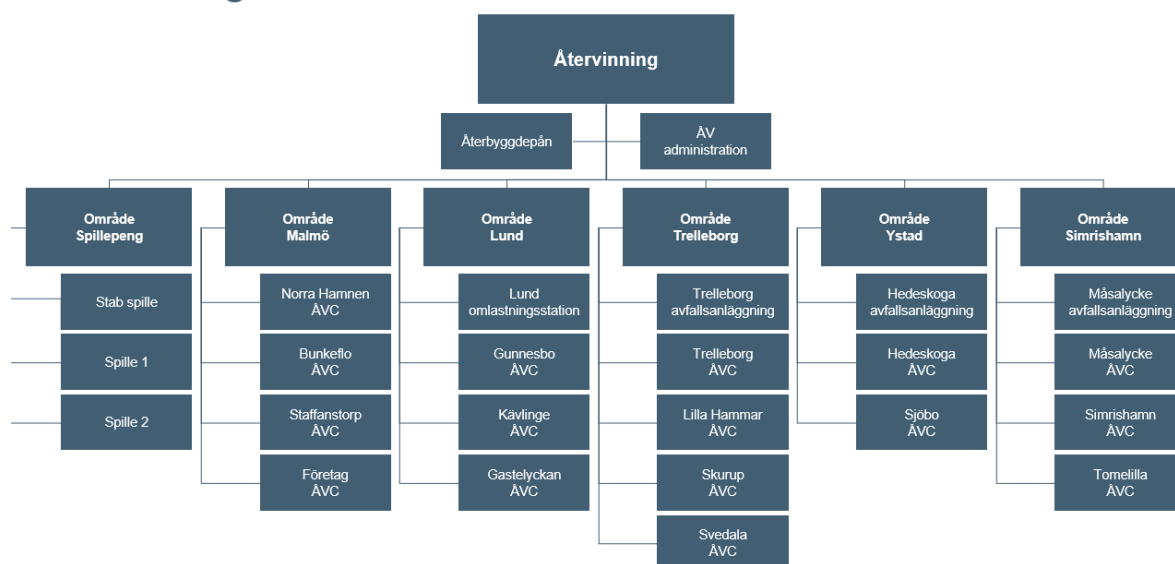 Återvinning
Återbyggdepån
ÅV
administration
Område
Spillepeng
Stab spille
Spille 1
Spille 2
Område
Malmö
Norra Hamnen
ÅVC
Bunkeflo
ÅVC
Staffanstorp
ÅVC
Företag
ÅVC
Område
Lund
Lund
omlastningsstation
Gunnesbo
ÅVC
Kävlinge
ÅVC
Gastelyckan
ÅVC
Område
Trelleborg
Trelleborg
avfallsanläggning
Trelleborg
ÅVC
Lilla Hammar
ÅVC
Skurup
ÅVC
Svedala
ÅVC
Område
Ystad
Hedeskoga
avfallsanläggning
Hedeskoga
ÅVC
Sjöbo
ÅVC
Område
Simrishamn
Måsalycke
avfallsanläggning
Måsalycke
ÅVC
Simrishamn
ÅVC
Tomelilla
ÅVC